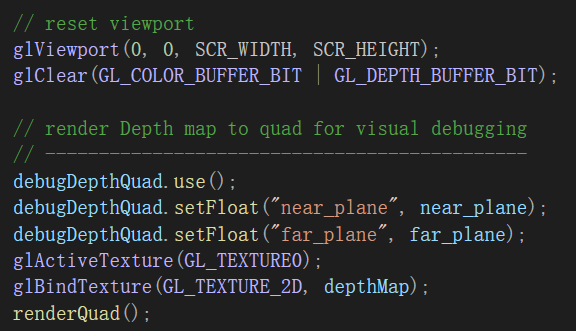 // reset viewport
glViewport(0, 0, SCR_WIDTH, SCR_HEIGHT);
glClear(GL_COLOR_BUFFER_BIT | GL_DEPTH_BUFFER_BIT);
// render Depth map to quad for visual debugging
// ---------------------------------------------
debugDepthQuad.use();
debugDepthQuad.setFloat("near_plane", near_plane);
debugDepthQuad.setFloat("far_plane", far_plane);
glActiveTexture(GL_TEXTURE0);
glBindTexture(GL_TEXTURE_2D, depthMap);
renderQuad();